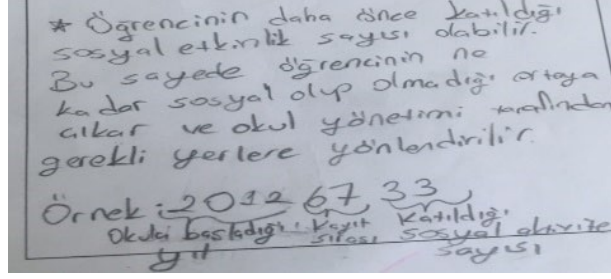 * Öğrencinin daha önce katıldığı
sosyal etkinlik sayısı olabilir.
Bu sayede öğrencinin ne
kadar sosyal olup olmadığı ortaya
çıkar ve okul yönetimi tarafından
gerekli yerlere yönlendirilir.
Örnek: 2012 67 33
Okula başladığı yıl
kayıt sırası
katıldığı sosyal aktivite sayısı